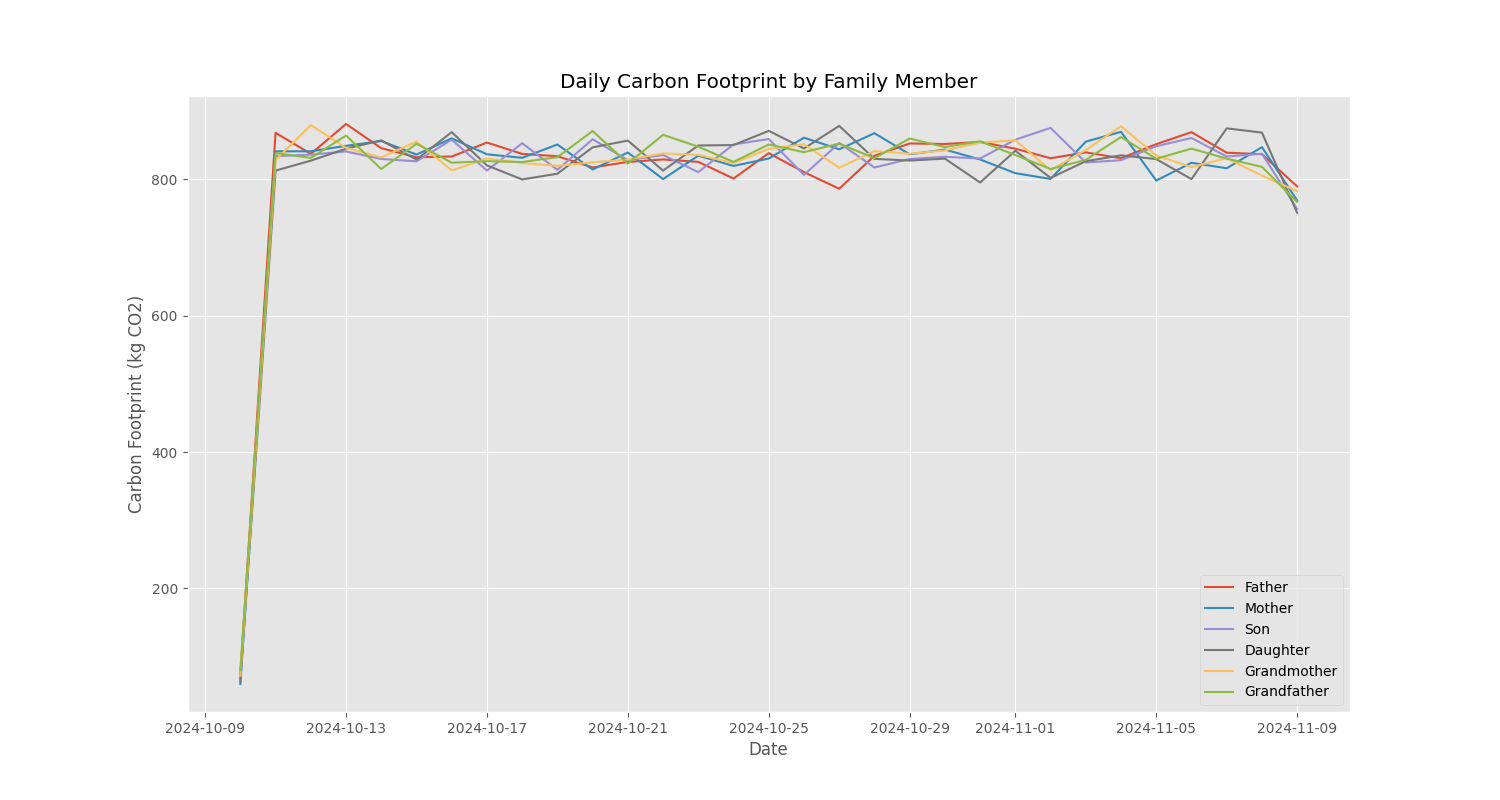 Daily Carbon Footprint by Family Member
Carbon Footprint (kg CO2)
800
600
400
200
Father
Mother
Son
Daughter
Grandmother
Grandfather
2024-10-09 2024-10-13 2024-10-17 2024-10-21 2024-10-25 2024-10-29 2024-11-01 2024-11-05 2024-11-09
Date